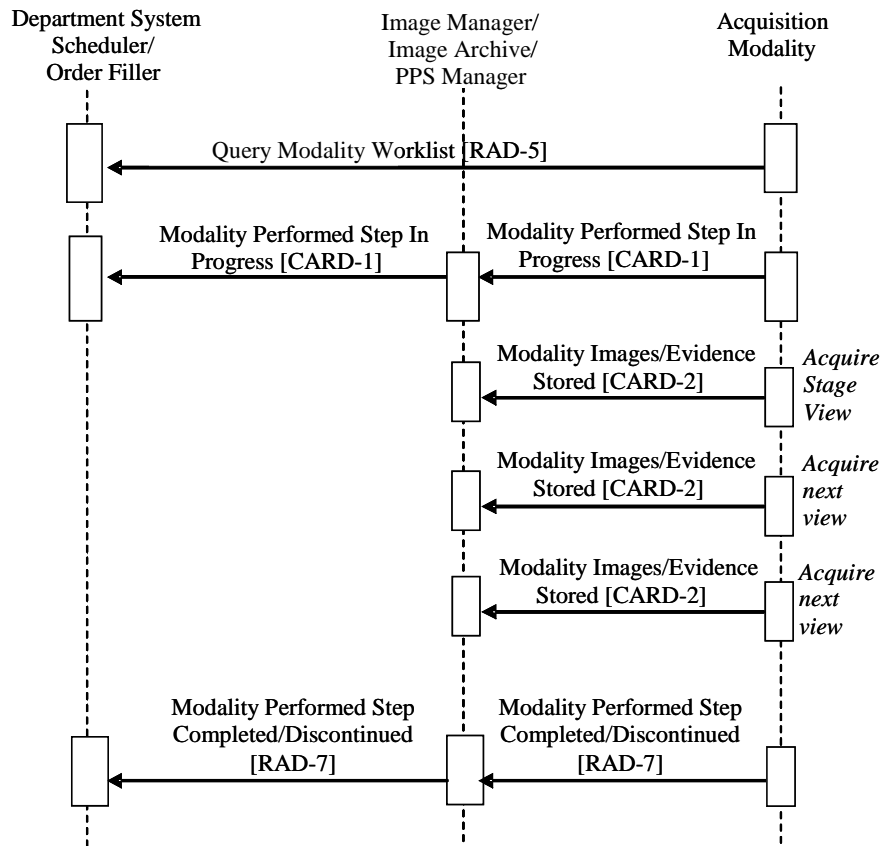 Department System
Scheduler/
Order Filler
Image Manager/
Image Archive/
PPS Manager
Acquisition
Modality
Query Modality Worklist [RAD-5]
Modality Performed Step In
Progress [CARD-1]
Modality Performed Step In
Progress [CARD-1]
Modality Images/Evidence
Stored [CARD-2]
Acquire
Stage
View
Modality Images/Evidence
Stored [CARD-2]
Acquire
next
view
Modality Images/Evidence
Stored [CARD-2]
Acquire
next
view
Modality Performed Step
Completed/Discontinued
[RAD-7]
Modality Performed Step
Completed/Discontinued
[RAD-7]